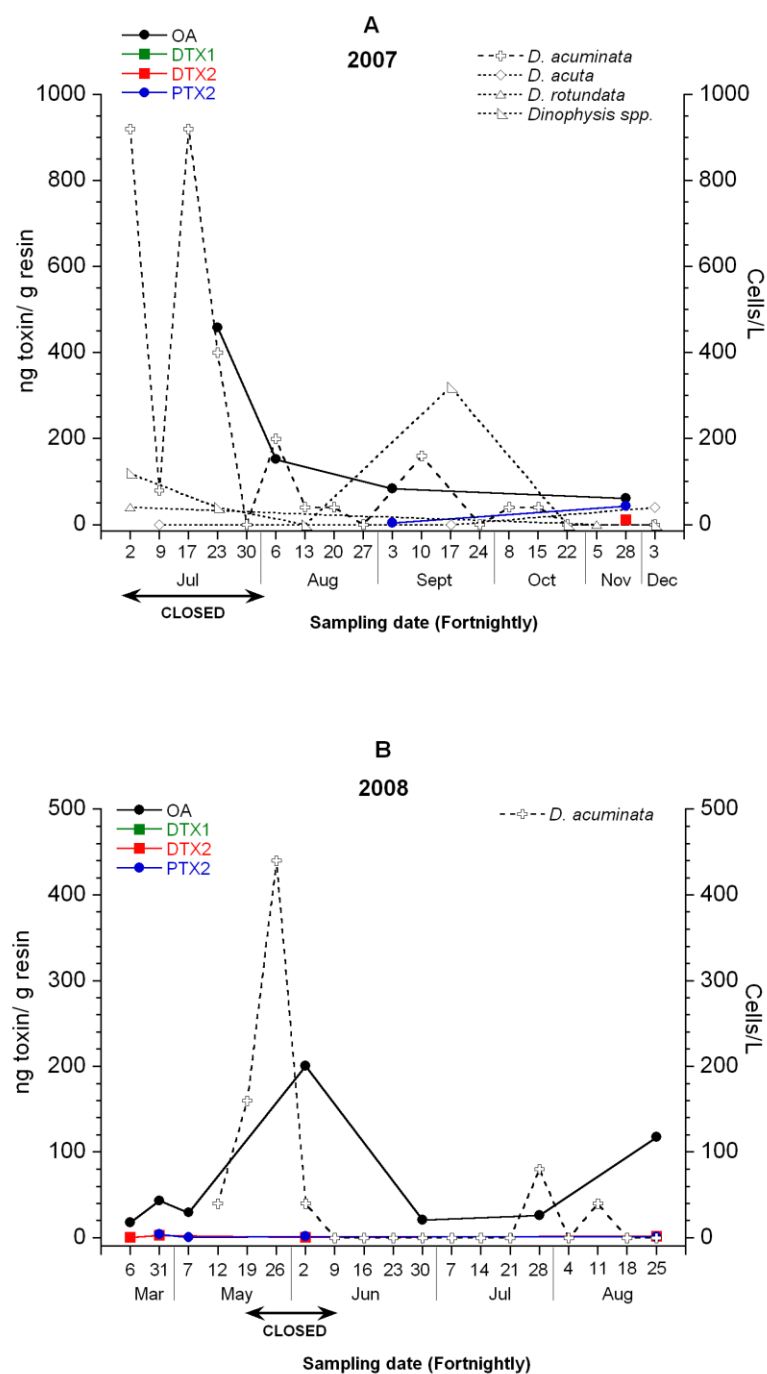 A
2007
OA
DTX1
DTX2
PTX2
D. acuminata
D. acuta
D. rotundata
Dinophysis spp.
ng toxin/ g resin
1000
800
600
400
200
0
1000
800
600
400
200
0
Cells/L
2 9 17 23 30 6 13 20 27 3 10 17 24 8 15 22 5 28 3
Jul Aug Sept Oct Nov Dec
CLOSED
Sampling date (Fortnightly)
B
2008
OA
DTX1
DTX2
PTX2
D. acuminata
ng toxin/ g resin
500
400
300
200
100
0
500
400
300
200
100
0
Cells/L
6 31 7 12 19 26 2 9 16 23 30 7 14 21 28 4 11 18 25
Mar May Jun Jul Aug
CLOSED
Sampling date (Fortnightly)